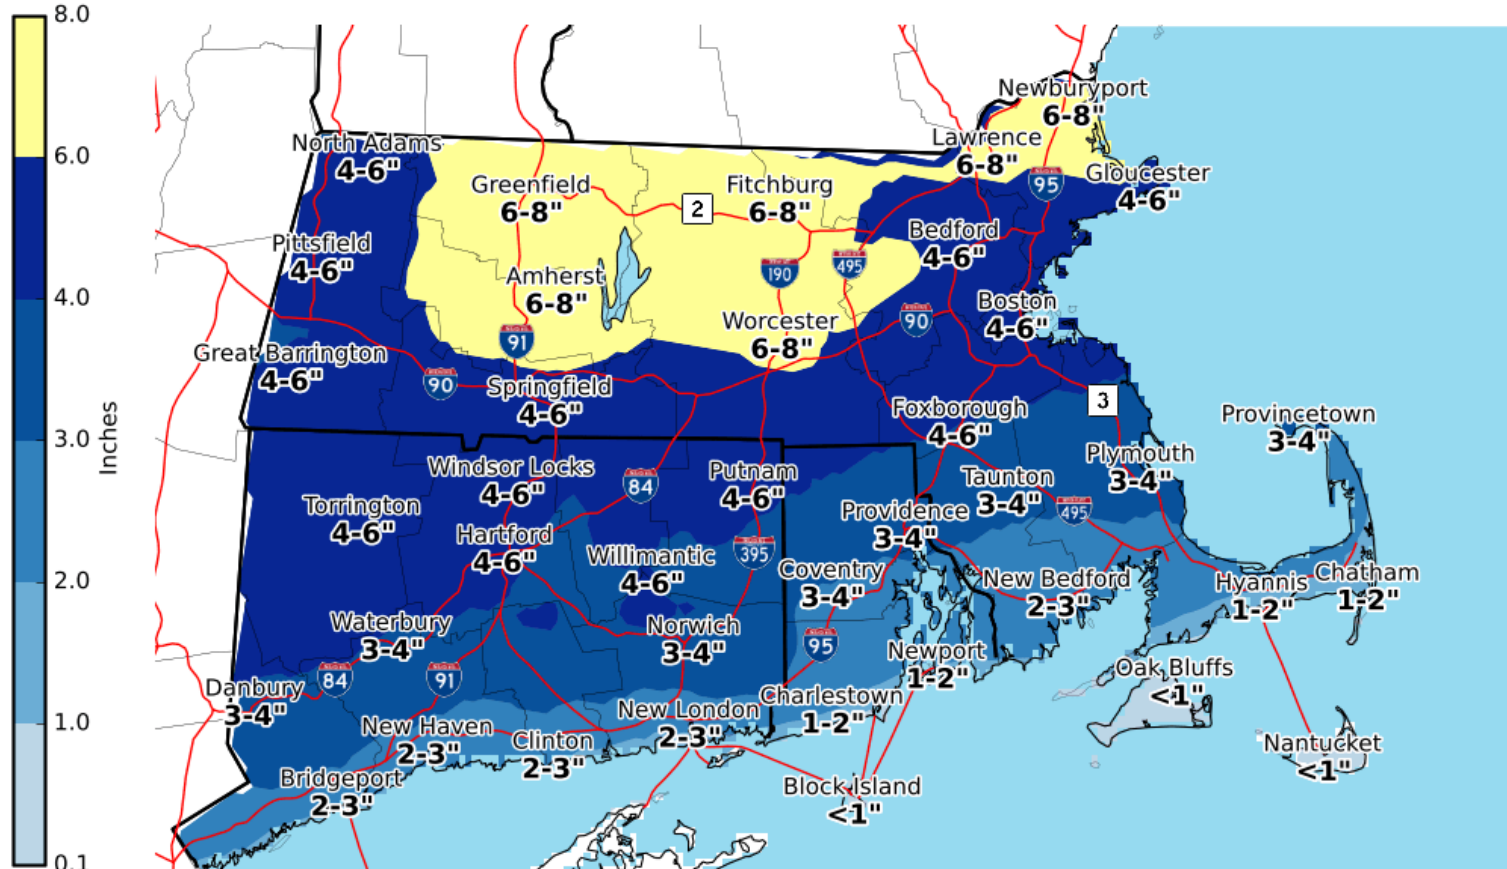 8.0
6.0
4.0
3.0
2.0
1.0
0.1
Inches
Newburyport
6-8"
Lawrence
6-8"
North Adams
4-6"
Gloucester
4-6"
95
Greenfield
6-8"
2
Fitchburg
6-8"
Pittsfield
4-6"
Bedford
4-6"
Amherst
6-8"
190
495
Boston
4-6"
90
Worcester
6-8"
91
Great Barrington
4-6"
90
Springfield
4-6"
3
Foxborough
4-6"
Provincetown
3-4"
Plymouth
3-4"
Windsor Locks
4-6"
84
Putnam
4-6"
Taunton
3-4"
495
Torrington
4-6"
Providence
3-4"
Hartford
4-6"
395
Willimantic
4-6"
Coventry
3-4"
New Bedford
2-3"
Hyannis
1-2"
Chatham
1-2"
Waterbury
3-4"
Norwich
3-4"
95
Newport
1-2"
Oak Bluffs
<1"
84
91
Danbury
3-4"
Charlestown
1-2"
New London
2-3"
New Haven
2-3"
Clinton
2-3"
Nantucket
<1"
Bridgeport
2-3"
Block Island
<1"